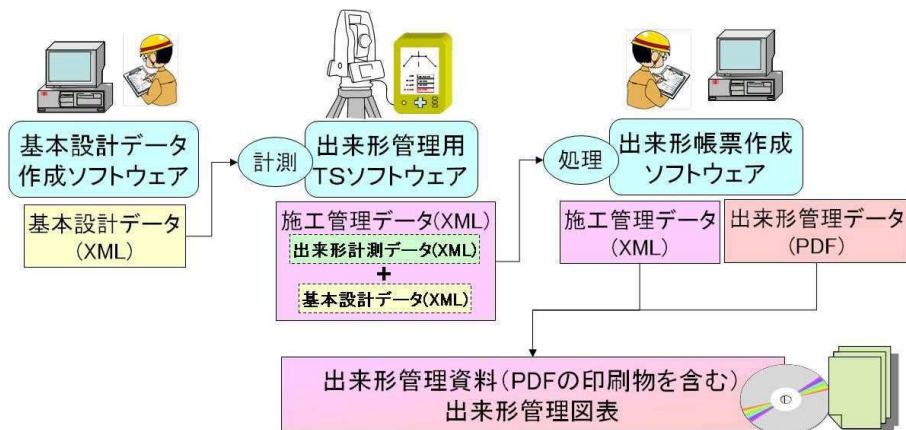 基本設計データ
作成ソフトウェア
基本設計データ
(XML)
計測
出来形管理用
TSソフトウェア
施工管理データ(XML)
出来形計測データ(XML)
+
基本設計データ(XML)
処理
出来形帳票作成
ソフトウェア
施工管理データ
(XML)
出来形管理データ
(PDF)
出来形管理資料(PDFの印刷物を含む)
出来形管理図表